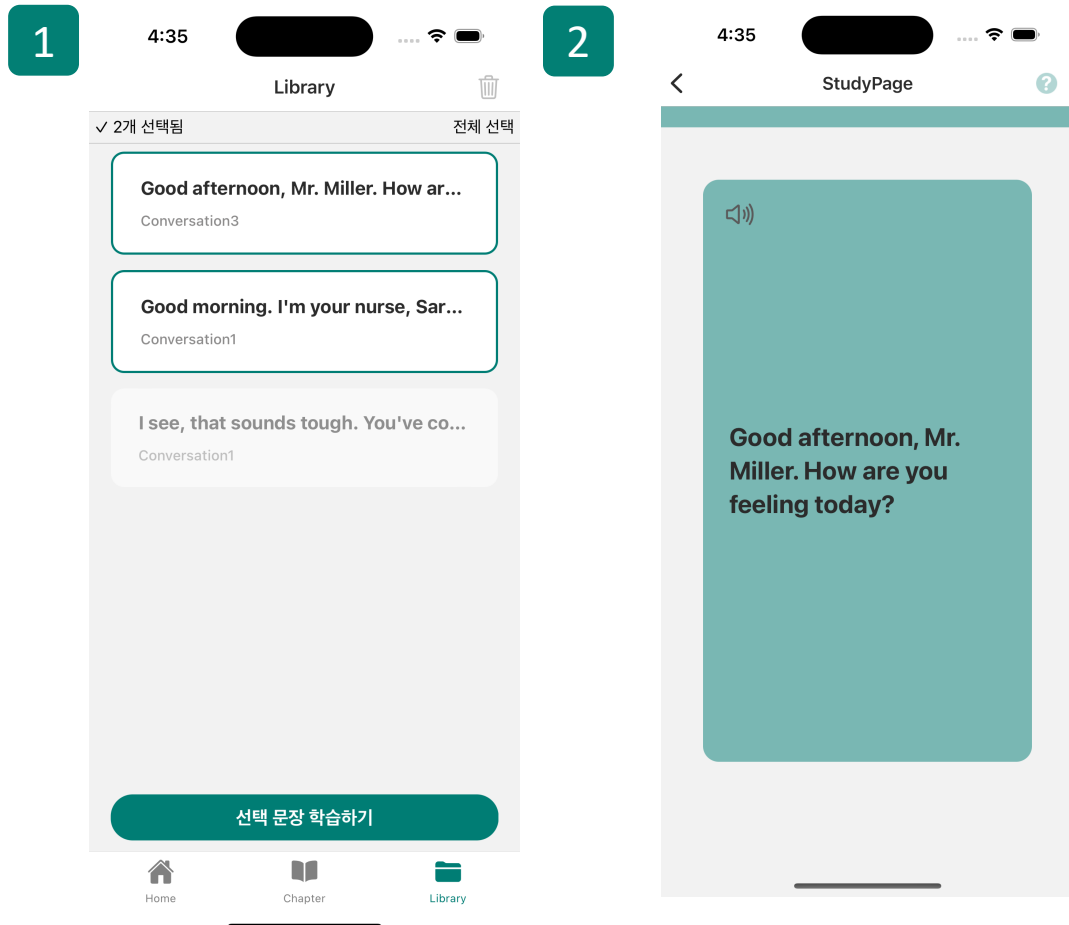 1
4:35
Library
✓ 2개 선택됨 전체 선택
Good afternoon, Mr. Miller. How ar...
Conversation3
Good morning. I'm your nurse, Sar...
Conversation1
I see, that sounds tough. You've co...
Conversation1
선택 문장 학습하기
Home Chapter Library
2
4:35
StudyPage ?
Good afternoon, Mr.
Miller. How are you
feeling today?